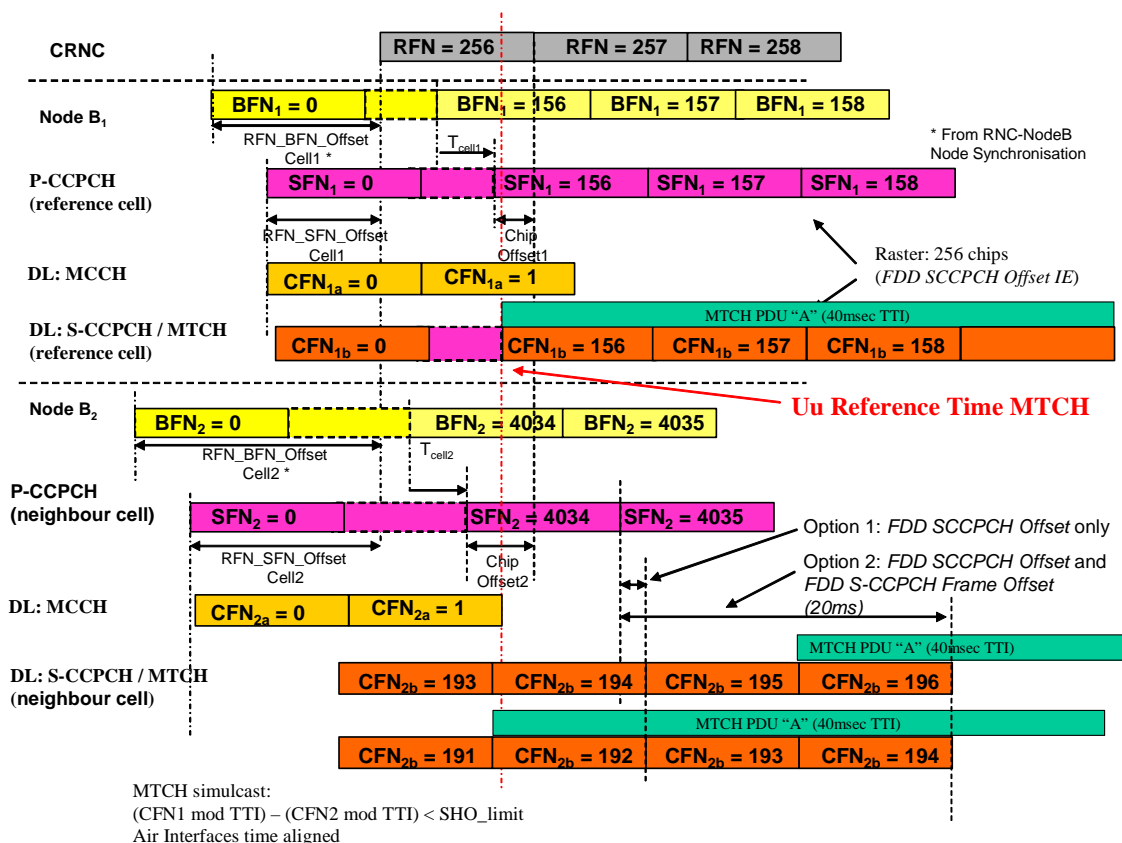 CRNC
RFN = 256
RFN = 257
RFN = 258
Node B1
BFN1 = 0
BFN1 = 156
BFN1 = 157
BFN1 = 158
RFN_BFN_Offset
Cell1 *
Tcell1
* From RNC-NodeB
Node Synchronisation
P-CCPCH
(reference cell)
SFN1 = 0
SFN1 = 156
SFN1 = 157
SFN1 = 158
RFN_SFN_Offset
Cell1
Chip
Offset1
Raster: 256 chips
(FDD SCCPCH Offset IE)
DL: MCCH
CFN1a = 0
CFN1a = 1
MTCH PDU “A” (40msec TTI)
DL: S-CCPCH / MTCH
(reference cell)
CFN1b = 0
CFN1b = 156
CFN1b = 157
CFN1b = 158
Uu Reference Time MTCH
Node B2
BFN2 = 0
BFN2 = 4034
BFN2 = 4035
RFN_BFN_Offset
Cell2 *
Tcell2
P-CCPCH
(neighbour cell)
SFN2 = 0
SFN2 = 4034
SFN2 = 4035
RFN_SFN_Offset
Cell2
Chip
Offset2
Option 1: FDD SCCPCH Offset only
Option 2: FDD SCCPCH Offset and
FDD S-CCPCH Frame Offset
(20ms)
DL: MCCH
CFN2a = 0
CFN2a = 1
MTCH PDU “A” (40msec TTI)
DL: S-CCPCH / MTCH
(neighbour cell)
CFN2b = 193
CFN2b = 194
CFN2b = 195
CFN2b = 196
MTCH PDU “A” (40msec TTI)
CFN2b = 191
CFN2b = 192
CFN2b = 193
CFN2b = 194
MTCH simulcast:
(CFN1 mod TTI) – (CFN2 mod TTI) < SHO_limit
Air Interfaces time aligned